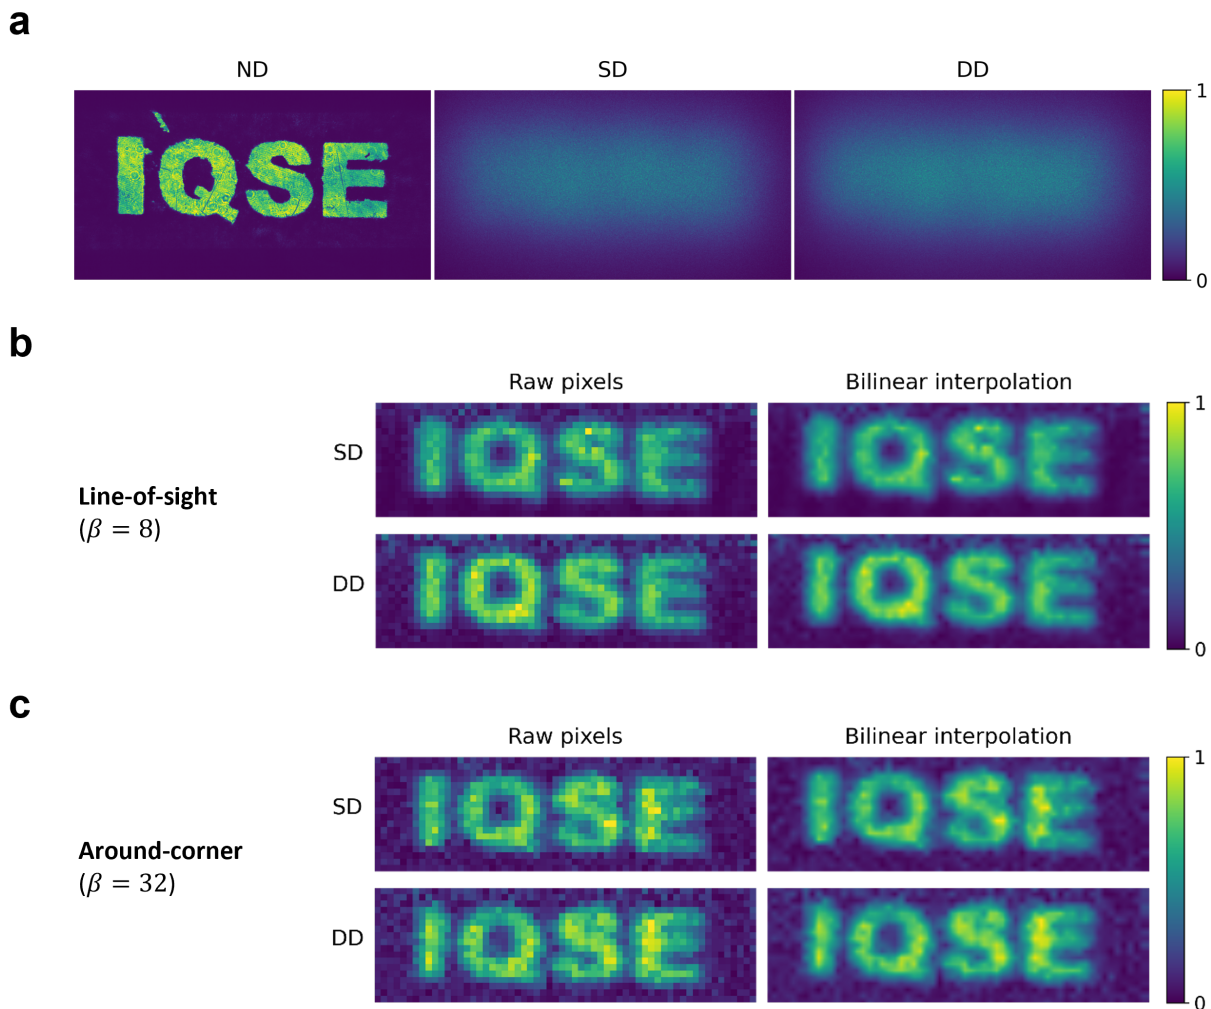 a
ND SD DD
IQSE
1
0
b
Raw pixels Bilinear interpolation
SD
IQSE IQSE
1
Line-of-sight
(β = 8)
DD
IQSE IQSE
0
c
Raw pixels Bilinear interpolation
SD
IQSE IQSE
1
Around-corner
(β = 32)
DD
IQSE IQSE
0